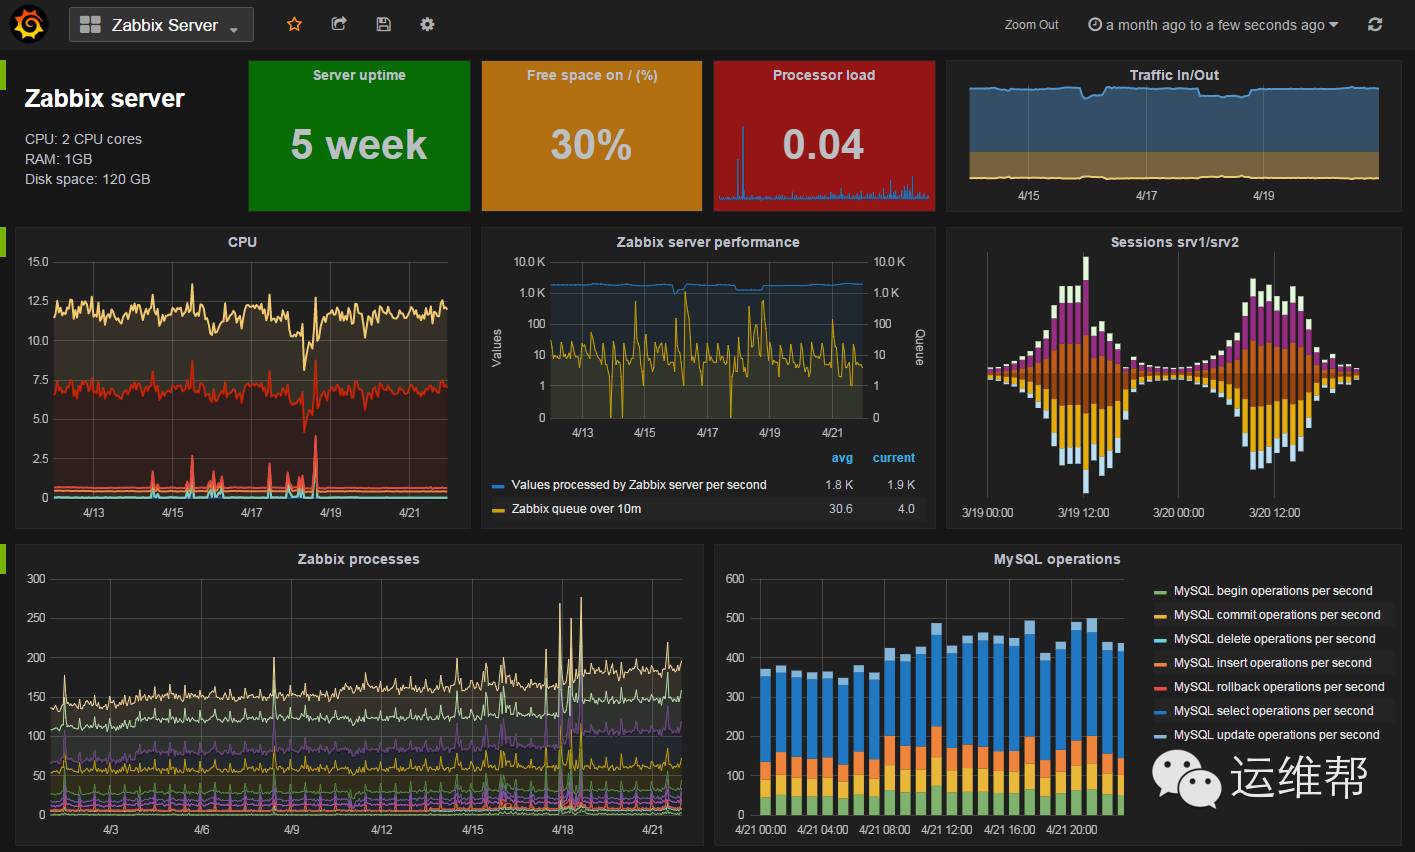 Zabbix Server
Zoom Out
a month ago to a few seconds ago
Zabbix server
CPU: 2 CPU cores
RAM: 1GB
Disk space: 120 GB
Server uptime
5 week
Free space on / (%)
30%
Processor load
0.04
Traffic In/Out
4/15 4/17 4/19
CPU
15.0
12.5
10.0
7.5
5.0
2.5
0
4/13 4/15 4/17 4/19 4/21
Zabbix server performance
10.0 K 10.0 K
1.0 K 1.0 K
100 100
10 10
1 1
0 0
Values
Queue
4/13 4/15 4/17 4/19 4/21
avg current
Values processed by Zabbix server per second 1.8 K 1.9 K
Zabbix queue over 10m 30.6 4.0
Sessions srv1/srv2
3/19 00:00 3/19 12:00 3/20 00:00 3/20 12:00
Zabbix processes
300
250
200
150
100
50
0
4/3 4/6 4/9 4/12 4/15 4/18 4/21
MySQL operations
600
500
400
300
200
100
0
4/21 00:00 4/21 04:00 4/21 08:00 4/21 12:00 4/21 16:00 4/21 20:00
MySQL begin operations per second
MySQL commit operations per second
MySQL delete operations per second
MySQL insert operations per second
MySQL rollback operations per second
MySQL select operations per second
MySQL update operations per second
运维帮